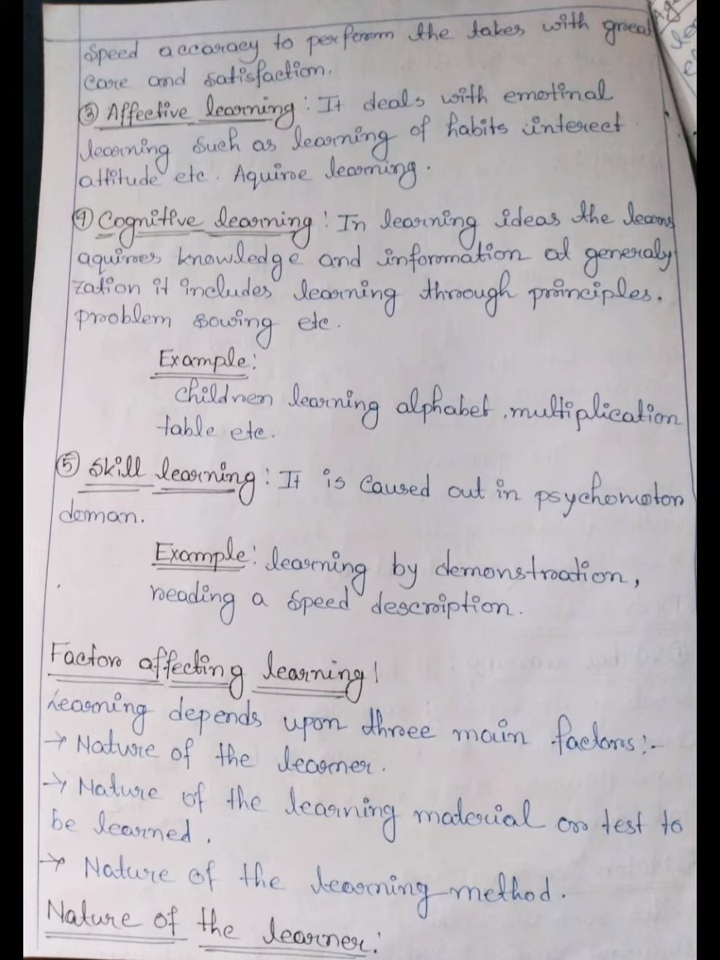 speed accaracy to perform the takes with great
care and satisfaction.
③ Affective learning: It deals with emotinal
learning such as learning of habits intereet
attitude etc. Aquire learning.
④ Cognitive learning: In learning ideas the learns
aquires knowledge and information at generaly
zation it includes learning through principles.
problem sowing etc.
Example:
children learning alphabet, multiplication
table etc.
⑤ Skill learning: It is caused out in psychomotor
doman.
Example: learning by demonstration,
reading a speed description.
Factor affecting learning!
Learning depends upon three main factors:-
→ Nature of the learner.
→ Nature of the learning material or test to
be learned.
→ Nature of the learning method.
Nature of the learner: